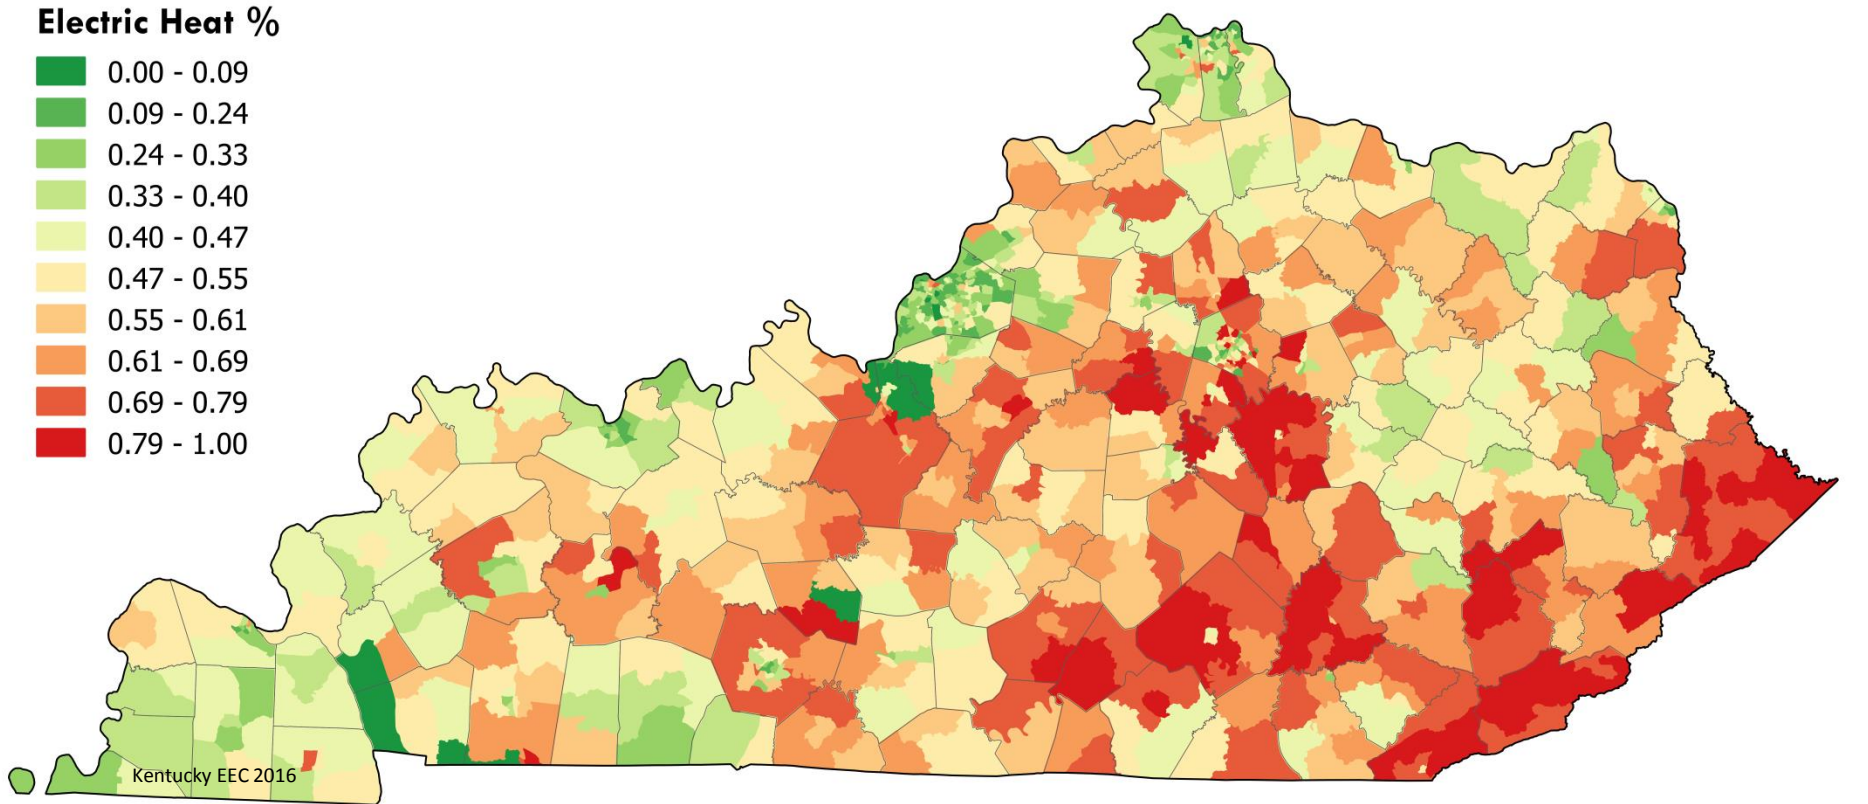 Electric Heat %
0.00 - 0.09
0.09 - 0.24
0.24 - 0.33
0.33 - 0.40
0.40 - 0.47
0.47 - 0.55
0.55 - 0.61
0.61 - 0.69
0.69 - 0.79
0.79 - 1.00
Kentucky EEC 2016